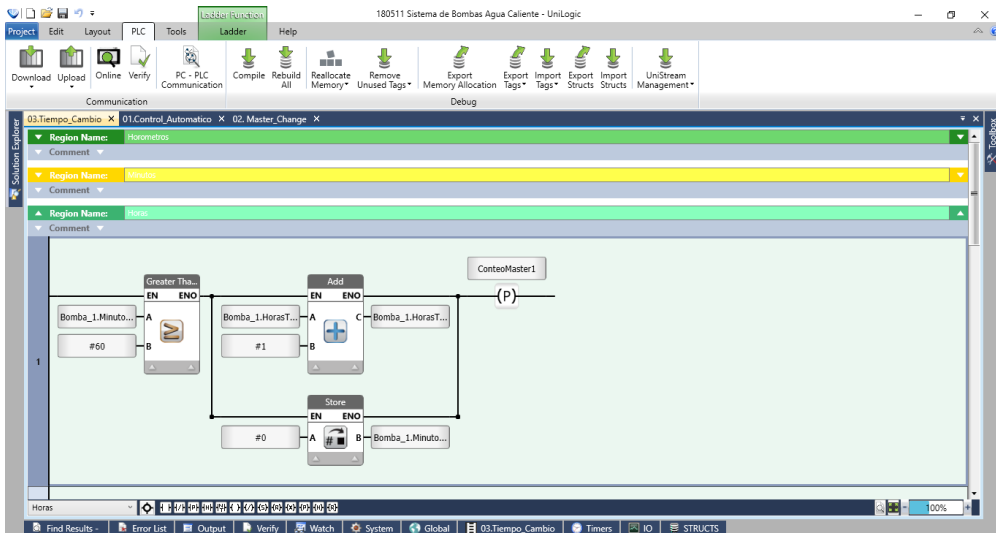 180511 Sistema de Bombas Agua Caliente - UniLogic
Ladder Function
Project Edit Layout PLC Tools Ladder Help
Download Upload Online Verify PC - PLC Communication Compile Rebuild All Reallocate Memory Remove Unused Tags Export Memory Allocation Export Tags Import Tags Export Structs Import Structs UniStream Management
Communication Debug
03.Tiempo_Cambio 01.Control_Automatico 02. Master_Change
Solution Explorer
Toolbox
Region Name: Horometros
Comment
Region Name: Minutos
Comment
Region Name: Horas
Comment
ConteoMaster1
Greater Tha... Add
EN ENO EN ENO (P)
Bomba_1.Minuto... A Bomba_1.HorasT... A C Bomba_1.HorasT...
#60 B #1 B
1
Store
EN ENO
#0 A # B Bomba_1.Minuto...
Horas 100%
Find Results - Error List Output Verify Watch System Global 03.Tiempo_Cambio Timers IO STRUCTS